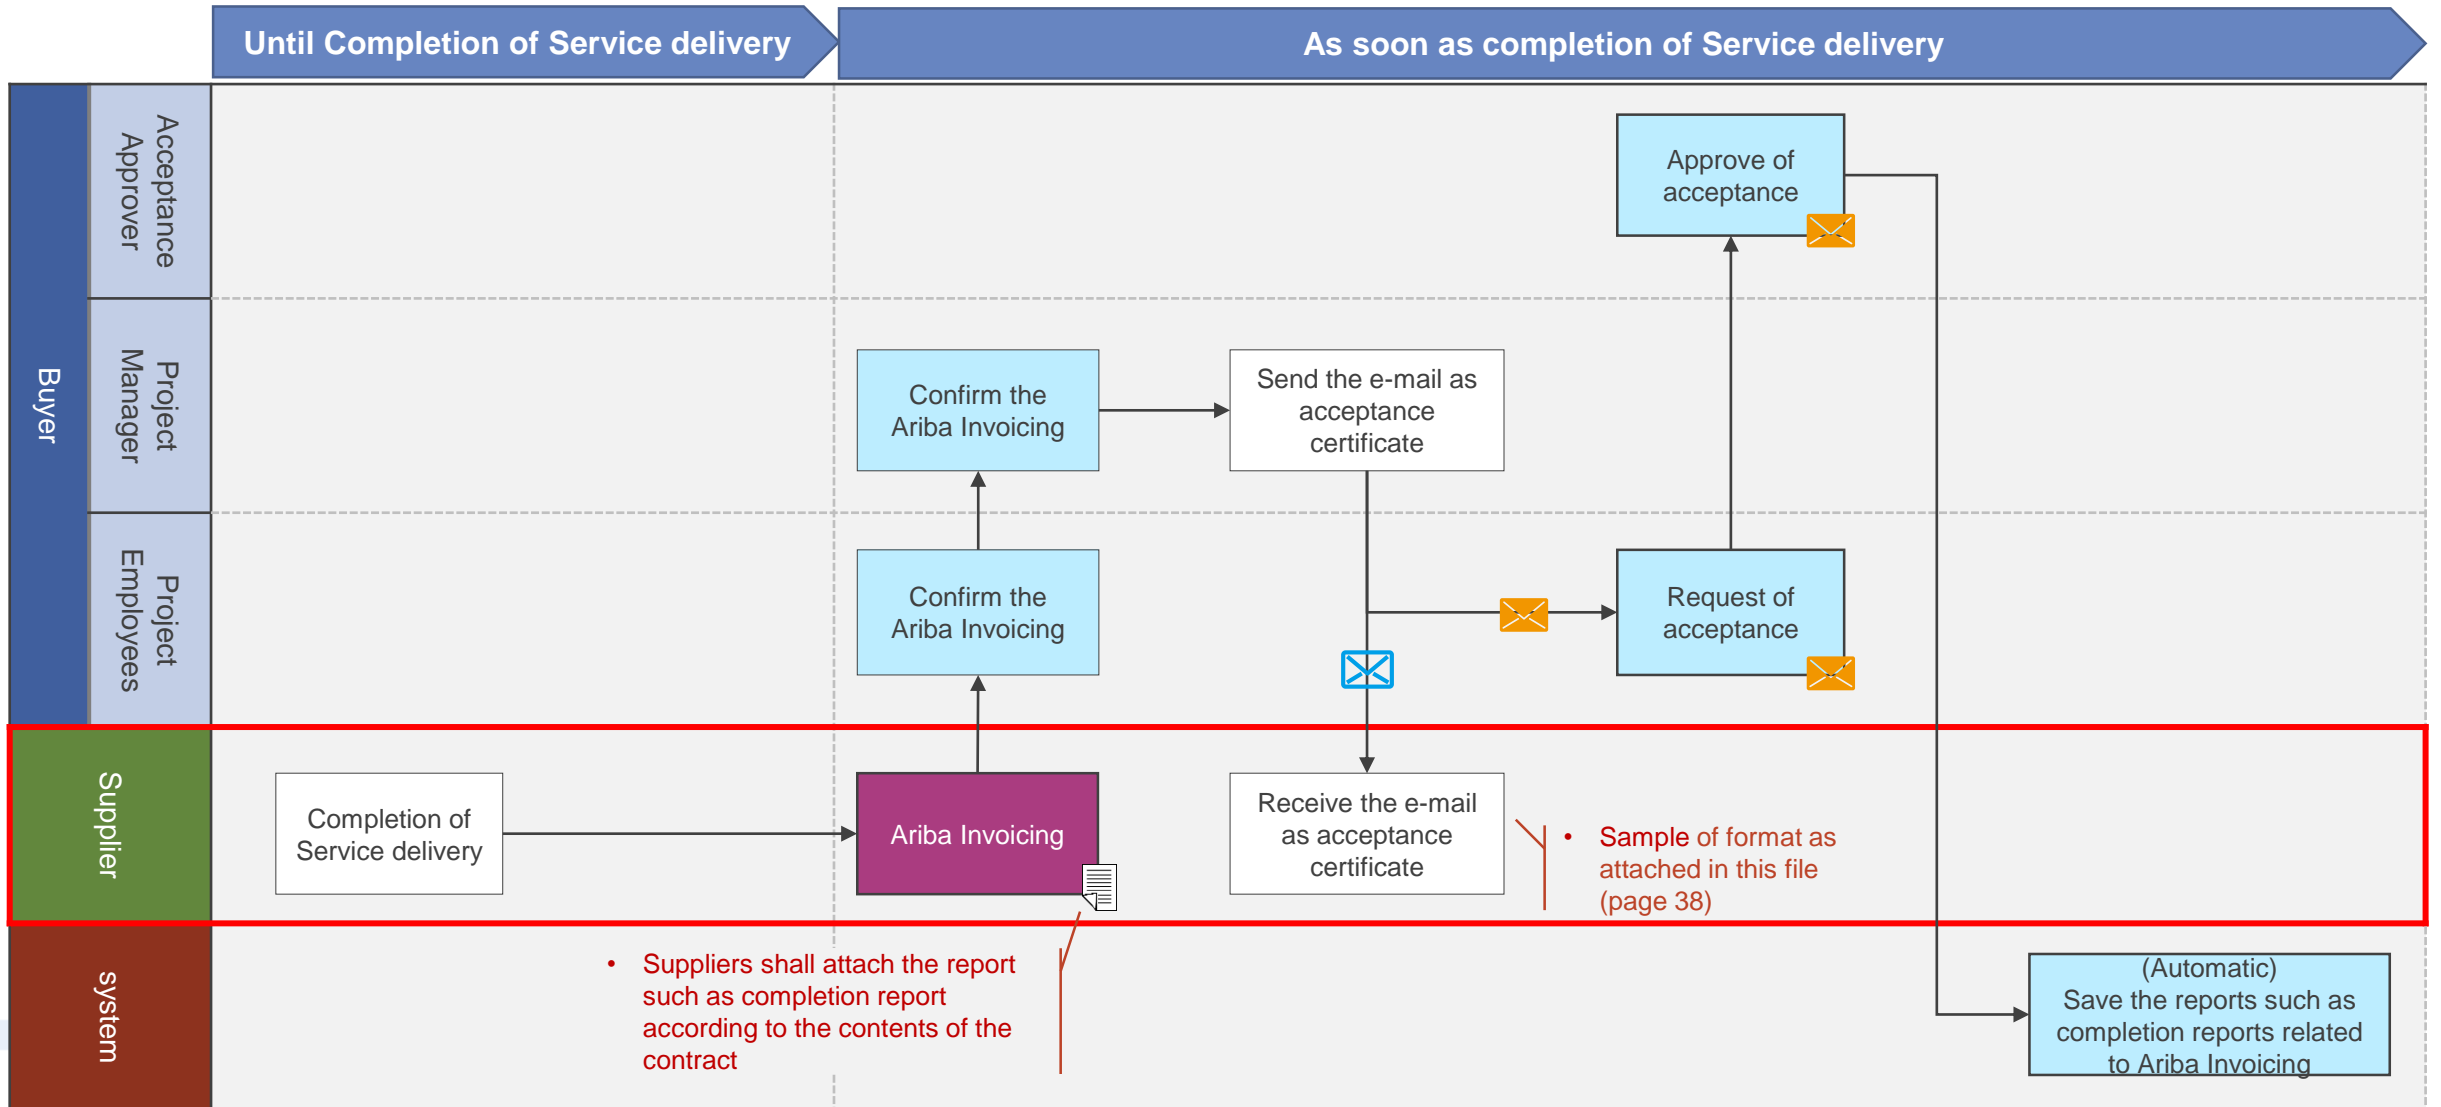 Until Completion of Service delivery
As soon as completion of Service delivery
Buyer
Acceptance
Approver
Approve of
acceptance
Project
Manager
Confirm the
Ariba Invoicing
Send the e-mail as
acceptance
certificate
Project
Employees
Confirm the
Ariba Invoicing
Request of
acceptance
Supplier
Completion of
Service delivery
Ariba Invoicing
Receive the e-mail
as acceptance
certificate
• Sample of format as
attached in this file
(page 38)
system
• Suppliers shall attach the report
such as completion report
according to the contents of the
contract
(Automatic)
Save the reports such as
completion reports related
to Ariba Invoicing